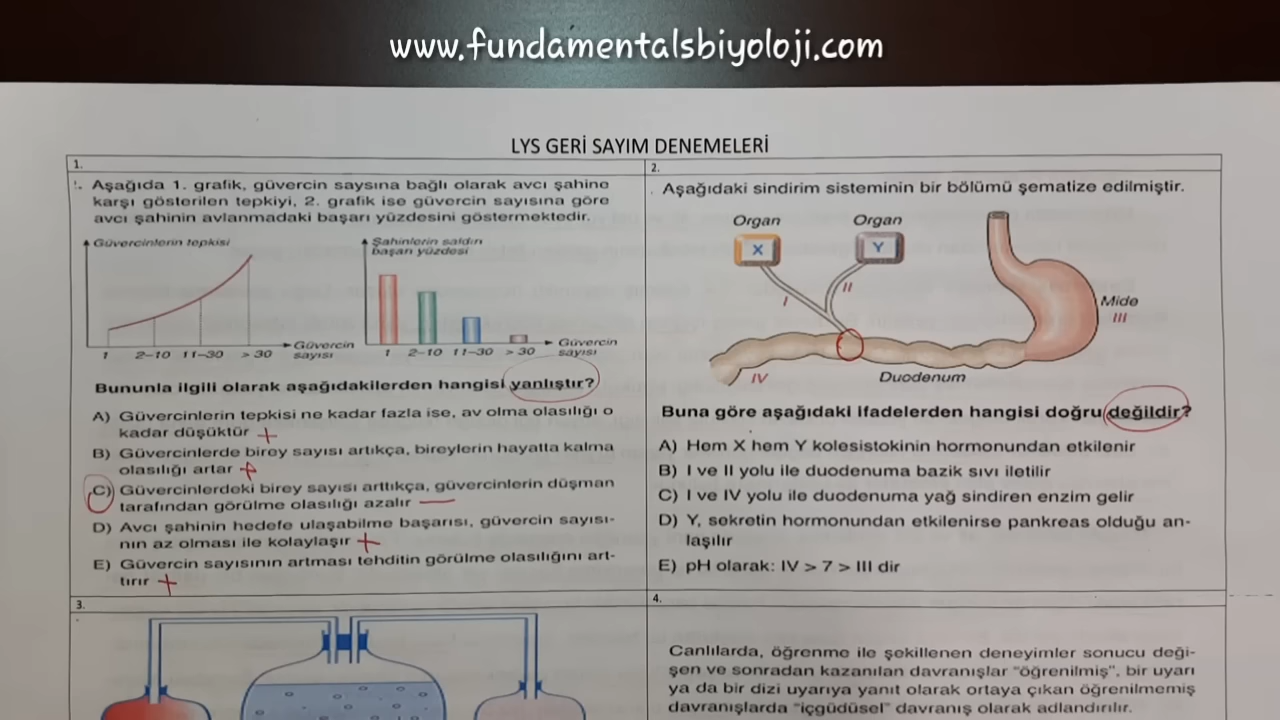 www.fundamentalsbiyoloji.com
LYS GERİ SAYIM DENEMELERİ
1.
Aşağıda 1. grafik, güvercin saysına bağlı olarak avcı şahine
karşı gösterilen tepkiyi, 2. grafik ise güvercin sayısına göre
avcı şahinin avlanmadaki başarı yüzdesini göstermektedir.
Güvercinlerin tepkisi
1 2–10 11–30 > 30
Güvercin
sayısı
Şahinlerin saldırı
başarı yüzdesi
1 2–10 11–30 > 30
Güvercin
sayısı
Bununla ilgili olarak aşağıdakilerden hangisi yanlıştır?
A) Güvercinlerin tepkisi ne kadar fazla ise, av olma olasılığı o
kadar düşüktür +
B) Güvercinlerde birey sayısı artıkça, bireylerin hayatta kalma
olasılığı artar +
C) Güvercinlerdeki birey sayısı arttıkça, güvercinlerin düşman
tarafından görülme olasılığı azalır —
D) Avcı şahinin hedefe ulaşabilme başarısı, güvercin sayısı-
nın az olması ile kolaylaşır +
E) Güvercin sayısının artması tehditin görülme olasılığını art-
tırır +
2.
Aşağıdaki sindirim sisteminin bir bölümü şematize edilmiştir.
Organ
X
Organ
Y
I
II
Mide
III
IV
Duodenum
Buna göre aşağıdaki ifadelerden hangisi doğru değildir?
A) Hem X hem Y kolesistokinin hormonundan etkilenir
B) I ve II yolu ile duodenuma bazik sıvı iletilir
C) I ve IV yolu ile duodenuma yağ sindiren enzim gelir
D) Y, sekretin hormonundan etkilenirse pankreas olduğu an-
laşılır
E) pH olarak: IV > 7 > III dir
3.
4.
Canlılarda, öğrenme ile şekillenen deneyimler sonucu deği-
şen ve sonradan kazanılan davranışlar "öğrenilmiş", bir uyarı
ya da bir dizi uyarıya yanıt olarak ortaya çıkan öğrenilmemiş
davranışlarda "içgüdüsel" davranış olarak adlandırılır.